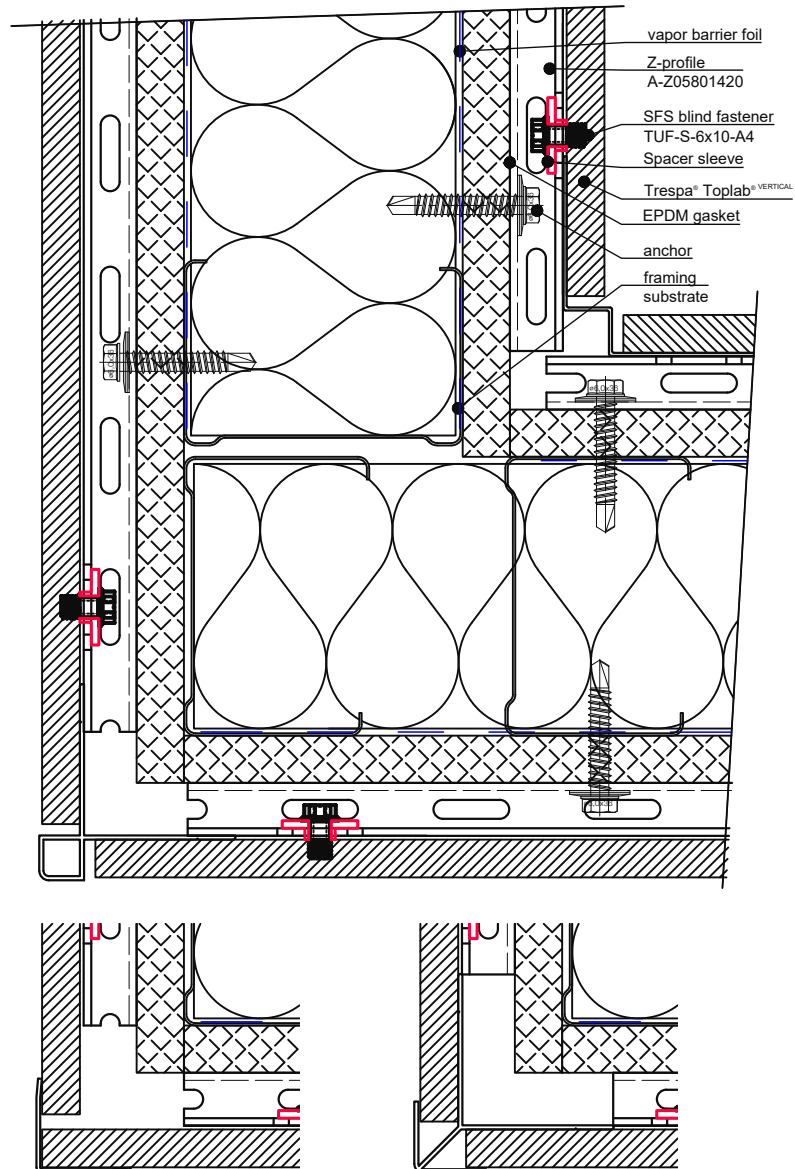 vapor barrier foil
Z-profile
A-Z05801420
SFS blind fastener
TUF-S-6x10-A4
Spacer sleeve
Trespa® Toplab® VERTICAL
EPDM gasket
anchor
framing
substrate